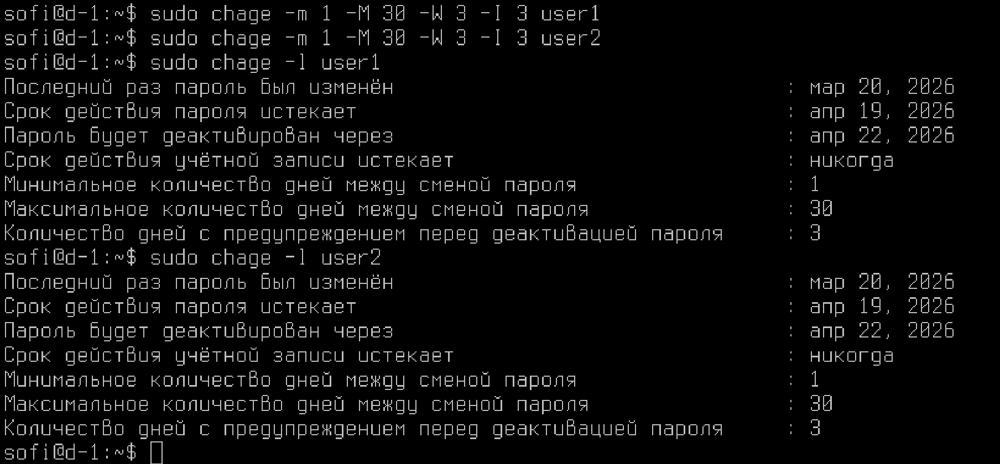 sofi@d-1:~$ sudo chage -m 1 -M 30 -W 3 -I 3 user1
sofi@d-1:~$ sudo chage -m 1 -M 30 -W 3 -I 3 user2
sofi@d-1:~$ sudo chage -l user1
Последний раз пароль был изменён : мар 20, 2026
Срок действия пароля истекает : апр 19, 2026
Пароль будет деактивирован через : апр 22, 2026
Срок действия учётной записи истекает : никогда
Минимальное количество дней между сменой пароля : 1
Максимальное количество дней между сменой пароля : 30
Количество дней с предупреждением перед деактивацией пароля : 3
sofi@d-1:~$ sudo chage -l user2
Последний раз пароль был изменён : мар 20, 2026
Срок действия пароля истекает : апр 19, 2026
Пароль будет деактивирован через : апр 22, 2026
Срок действия учётной записи истекает : никогда
Минимальное количество дней между сменой пароля : 1
Максимальное количество дней между сменой пароля : 30
Количество дней с предупреждением перед деактивацией пароля : 3
sofi@d-1:~$